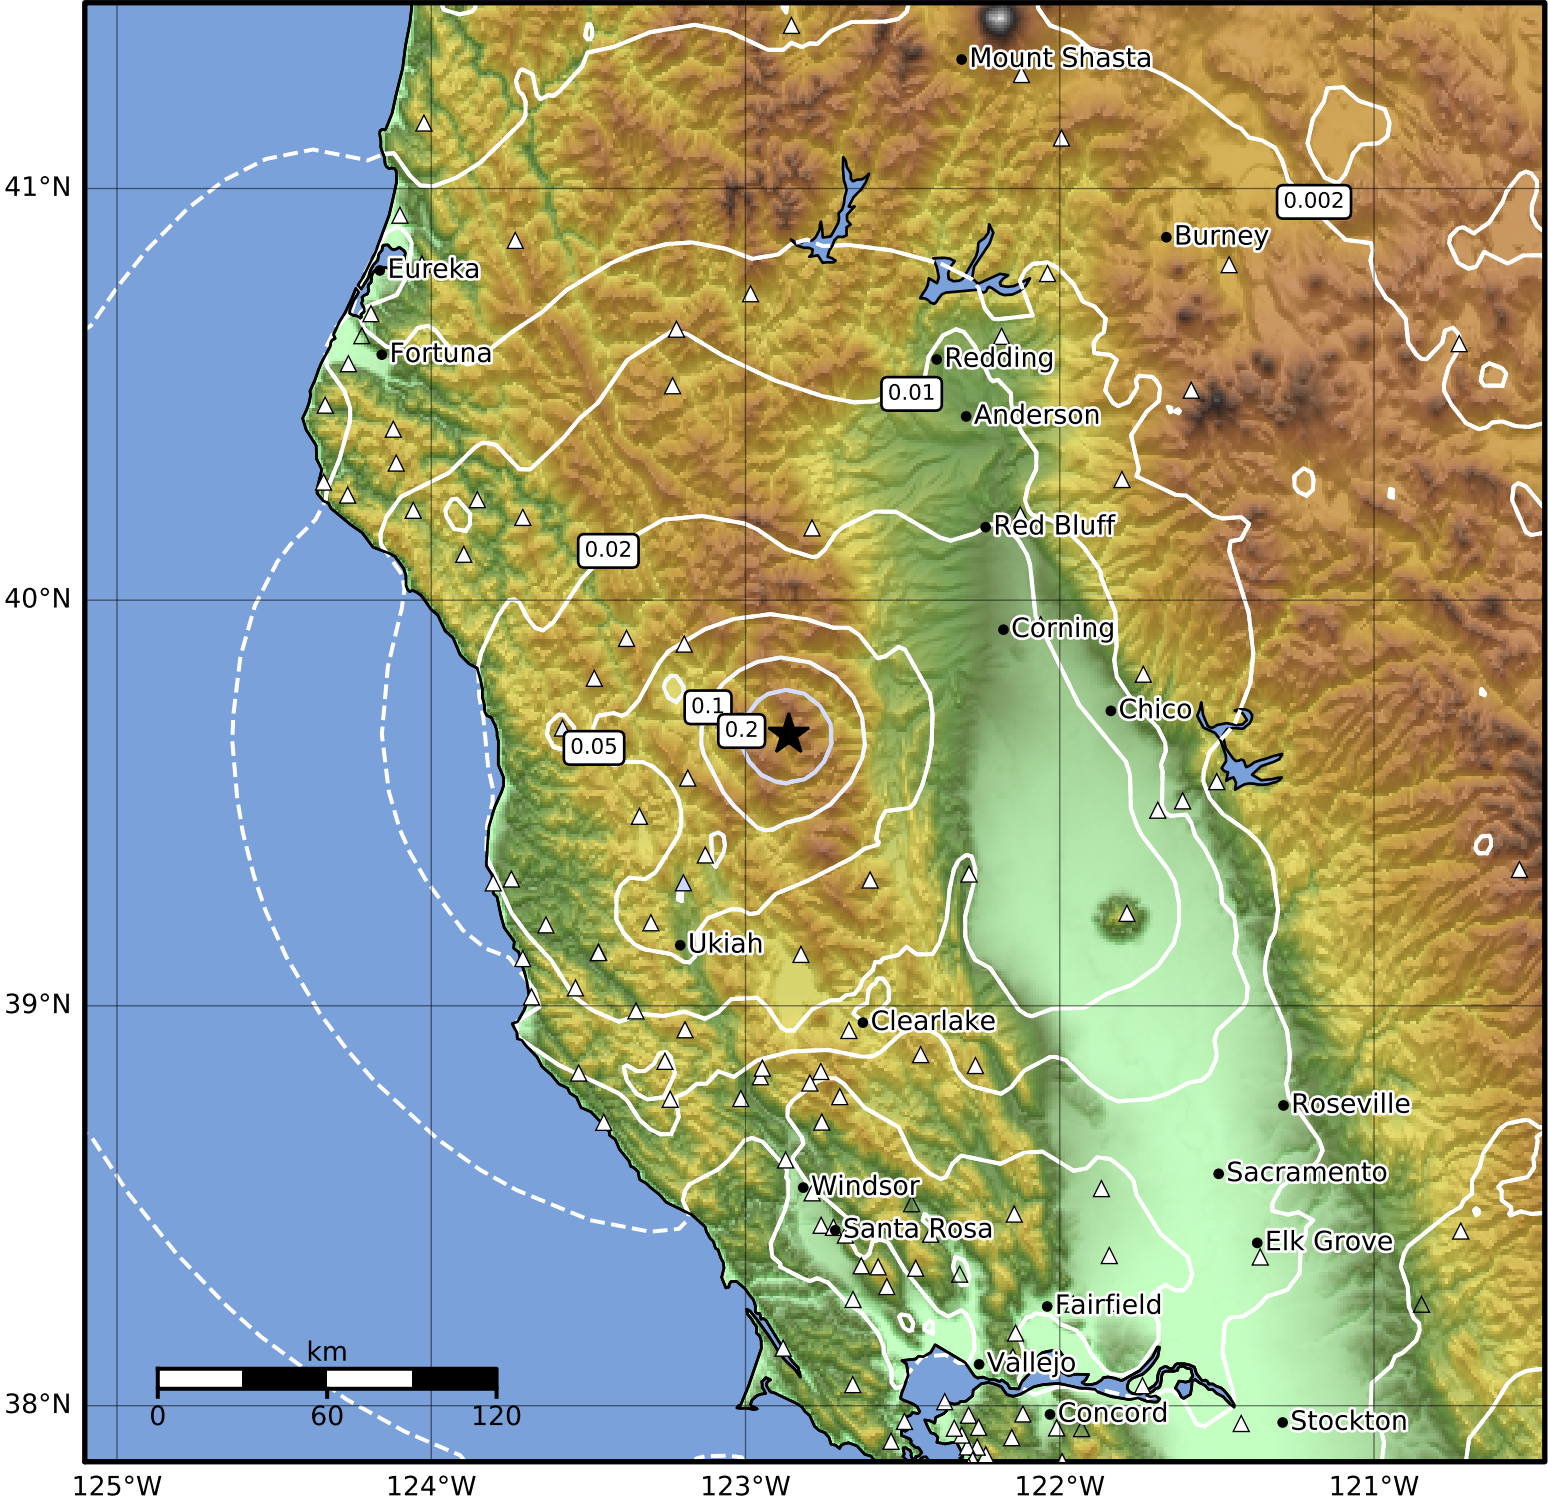 Mount Shasta
41°N
0.002
Burney
Eureka
Fortuna
Redding
0.01
Anderson
Red Bluff
0.02
40°N
Corning
0.1
Chico
0.2
0.05
Ukiah
39°N
Clearlake
Roseville
Sacramento
Windsor
Santa Rosa
Elk Grove
Fairfield
km
Vallejo
38°N
0 60 120
Concord
Stockton
125°W 124°W 123°W 122°W 121°W